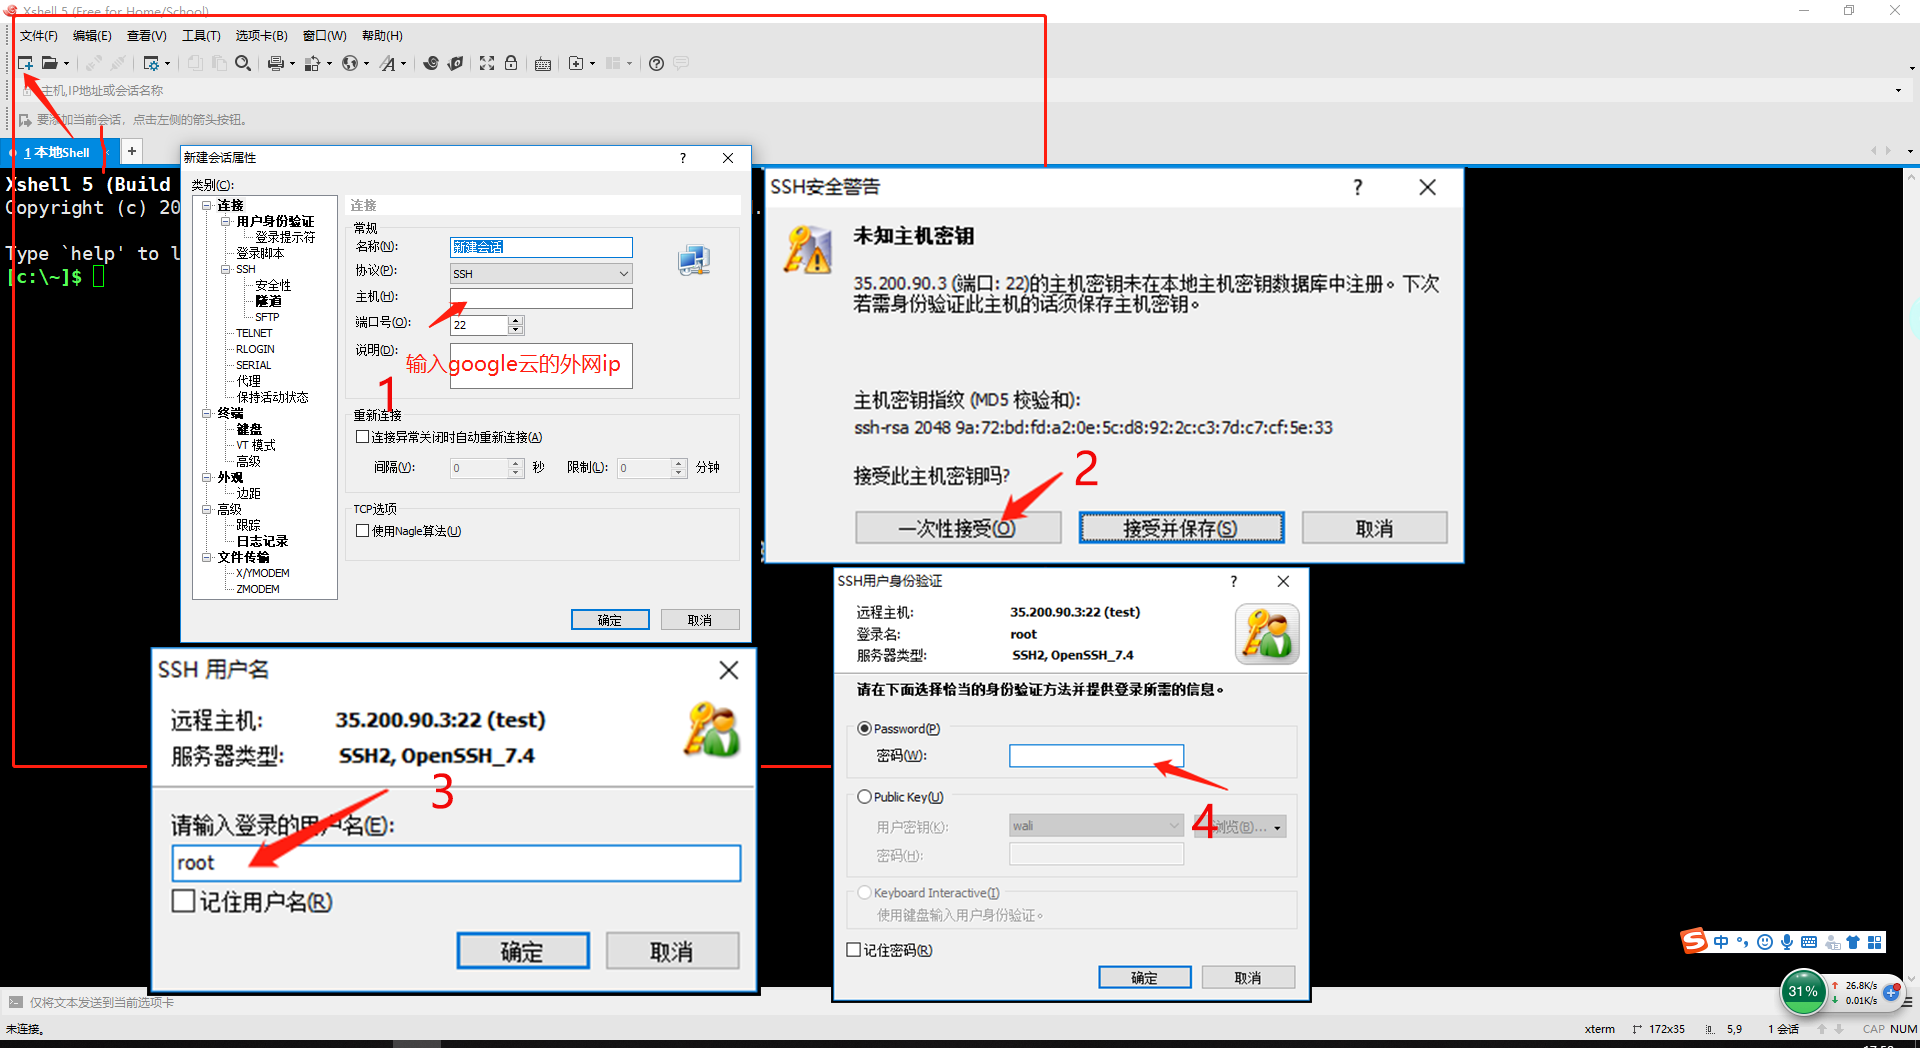 Xshell 5 (Free for Home/School)
文件(F) 编辑(E) 查看(V) 工具(T) 选项卡(B) 窗口(W) 帮助(H)
主机,IP地址或会话名称
要添加当前会话，点击左侧的箭头按钮。
1 本地Shell
+
Xshell 5 (Build
Copyright (c) 20
Type `help' to l
[c:\~]$
新建会话属性
类别(C):
连接
用户身份验证
登录提示符
登录脚本
SSH
安全性
隧道
SFTP
TELNET
RLOGIN
SERIAL
代理
保持活动状态
终端
键盘
VT 模式
高级
外观
边距
高级
跟踪
日志记录
文件传输
X/YMODEM
ZMODEM
连接
常规
名称(N): 新建会话
协议(P): SSH
主机(H):
端口号(O): 22
说明(D):
输入google云的外网ip
1
重新连接
连接异常关闭时自动重新连接(A)
间隔(V): 0 秒 限制(L): 0 分钟
TCP选项
使用Nagle算法(U)
确定 取消
SSH安全警告
未知主机密钥
35.200.90.3 (端口: 22)的主机密钥未在本地主机密钥数据库中注册。下次
若需身份验证此主机的话须保存主机密钥。
主机密钥指纹 (MD5 校验和):
ssh-rsa 2048 9a:72:bd:fd:a2:0e:5c:d8:92:2c:c3:7d:c7:cf:5e:33
接受此主机密钥吗?
2
一次性接受(O) 接受并保存(S) 取消
SSH 用户名
远程主机: 35.200.90.3:22 (test)
服务器类型: SSH2, OpenSSH_7.4
3
请输入登录的用户名(E):
root
记住用户名(R)
确定 取消
SSH用户身份验证
远程主机: 35.200.90.3:22 (test)
登录名: root
服务器类型: SSH2, OpenSSH_7.4
请在下面选择恰当的身份验证方法并提供登录所需的信息。
Password(P)
密码(W):
Public Key(U)
用户密钥(K): wali 浏览(B)...
4
密码(H):
Keyboard Interactive(I)
使用键盘输入用户身份验证。
记住密码(R)
确定 取消
中
31% 26.8K/s
0.01K/s
仅将文本发送到当前选项卡
未连接。
xterm 172x35 5,9 1 会话 CAP NUM